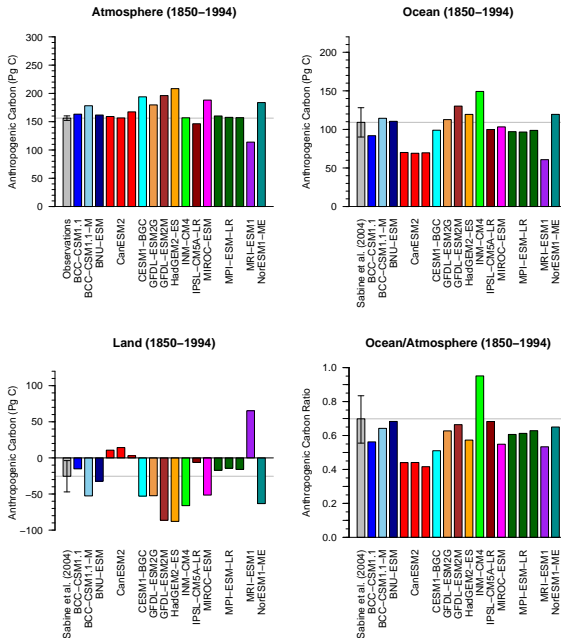 Atmosphere (1850−1994)
Anthropogenic Carbon (Pg C)
300
250
200
150
100
50
0
Observations
BCC−CSM1.1
BCC−CSM1.1−M
BNU−ESM
CanESM2
CESM1−BGC
GFDL−ESM2G
GFDL−ESM2M
HadGEM2−ES
INM−CM4
IPSL−CM5A−LR
MIROC−ESM
MPI−ESM−LR
MRI−ESM1
NorESM1−ME
Ocean (1850−1994)
Anthropogenic Carbon (Pg C)
200
150
100
50
0
Sabine et al. (2004)
BCC−CSM1.1
BCC−CSM1.1−M
BNU−ESM
CanESM2
CESM1−BGC
GFDL−ESM2G
GFDL−ESM2M
HadGEM2−ES
INM−CM4
IPSL−CM5A−LR
MIROC−ESM
MPI−ESM−LR
MRI−ESM1
NorESM1−ME
Land (1850−1994)
Anthropogenic Carbon (Pg C)
100
50
0
−50
−100
Sabine et al. (2004)
BCC−CSM1.1
BCC−CSM1.1−M
BNU−ESM
CanESM2
CESM1−BGC
GFDL−ESM2G
GFDL−ESM2M
HadGEM2−ES
INM−CM4
IPSL−CM5A−LR
MIROC−ESM
MPI−ESM−LR
MRI−ESM1
NorESM1−ME
Ocean/Atmosphere (1850−1994)
Anthropogenic Carbon Ratio
1.0
0.8
0.6
0.4
0.2
0.0
Sabine et al. (2004)
BCC−CSM1.1
BCC−CSM1.1−M
BNU−ESM
CanESM2
CESM1−BGC
GFDL−ESM2G
GFDL−ESM2M
HadGEM2−ES
INM−CM4
IPSL−CM5A−LR
MIROC−ESM
MPI−ESM−LR
MRI−ESM1
NorESM1−ME